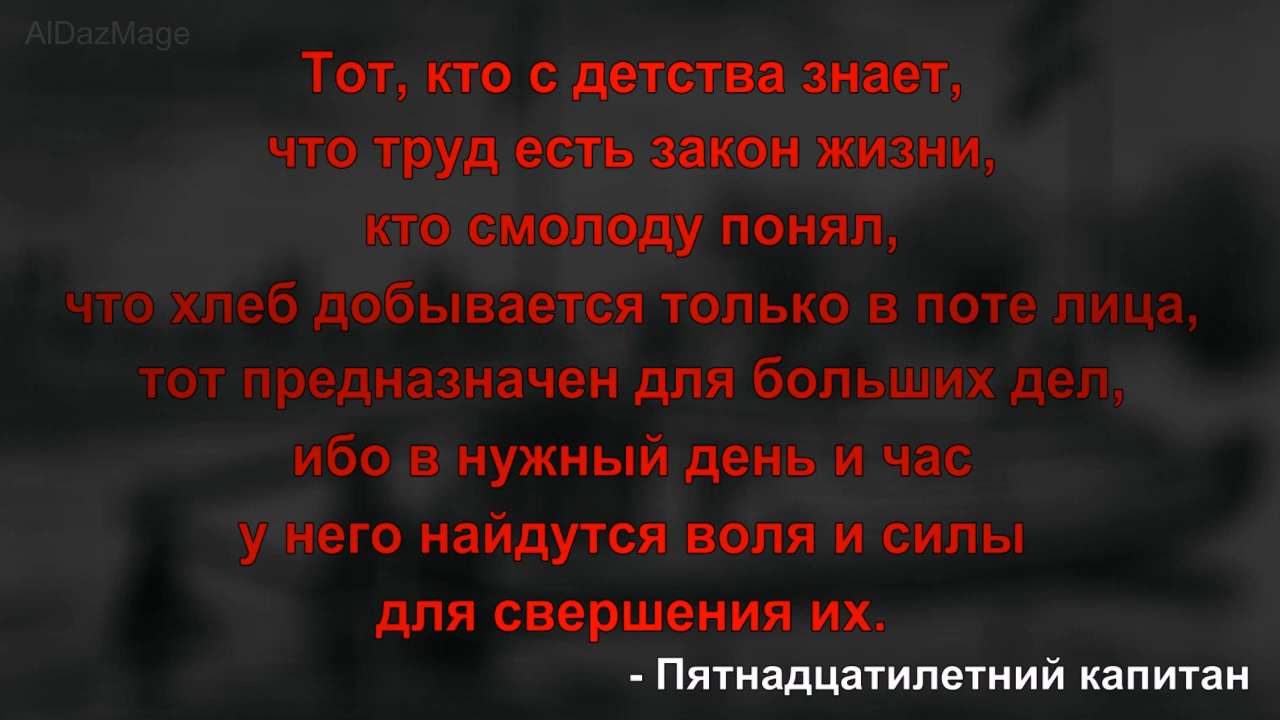 AlDazMage
Тот, кто с детства знает,
что труд есть закон жизни,
кто смолоду понял,
что хлеб добывается только в поте лица,
тот предназначен для больших дел,
ибо в нужный день и час
у него найдутся воля и силы
для свершения их.
- Пятнадцатилетний капитан